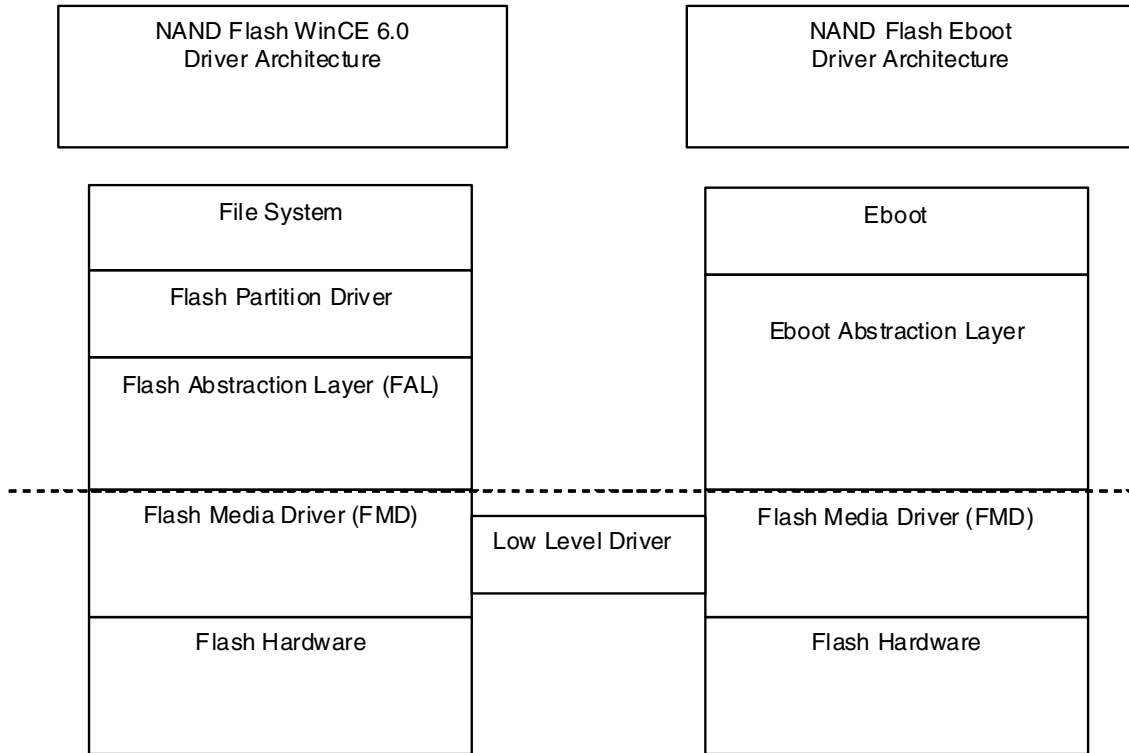 NAND Flash WinCE 6.0
Driver Architecture
NAND Flash Eboot
Driver Architecture
File System
Flash Partition Driver
Flash Abstraction Layer (FAL)
Flash Media Driver (FMD)
Flash Hardware
Low Level Driver
Eboot
Eboot Abstraction Layer
Flash Media Driver (FMD)
Flash Hardware